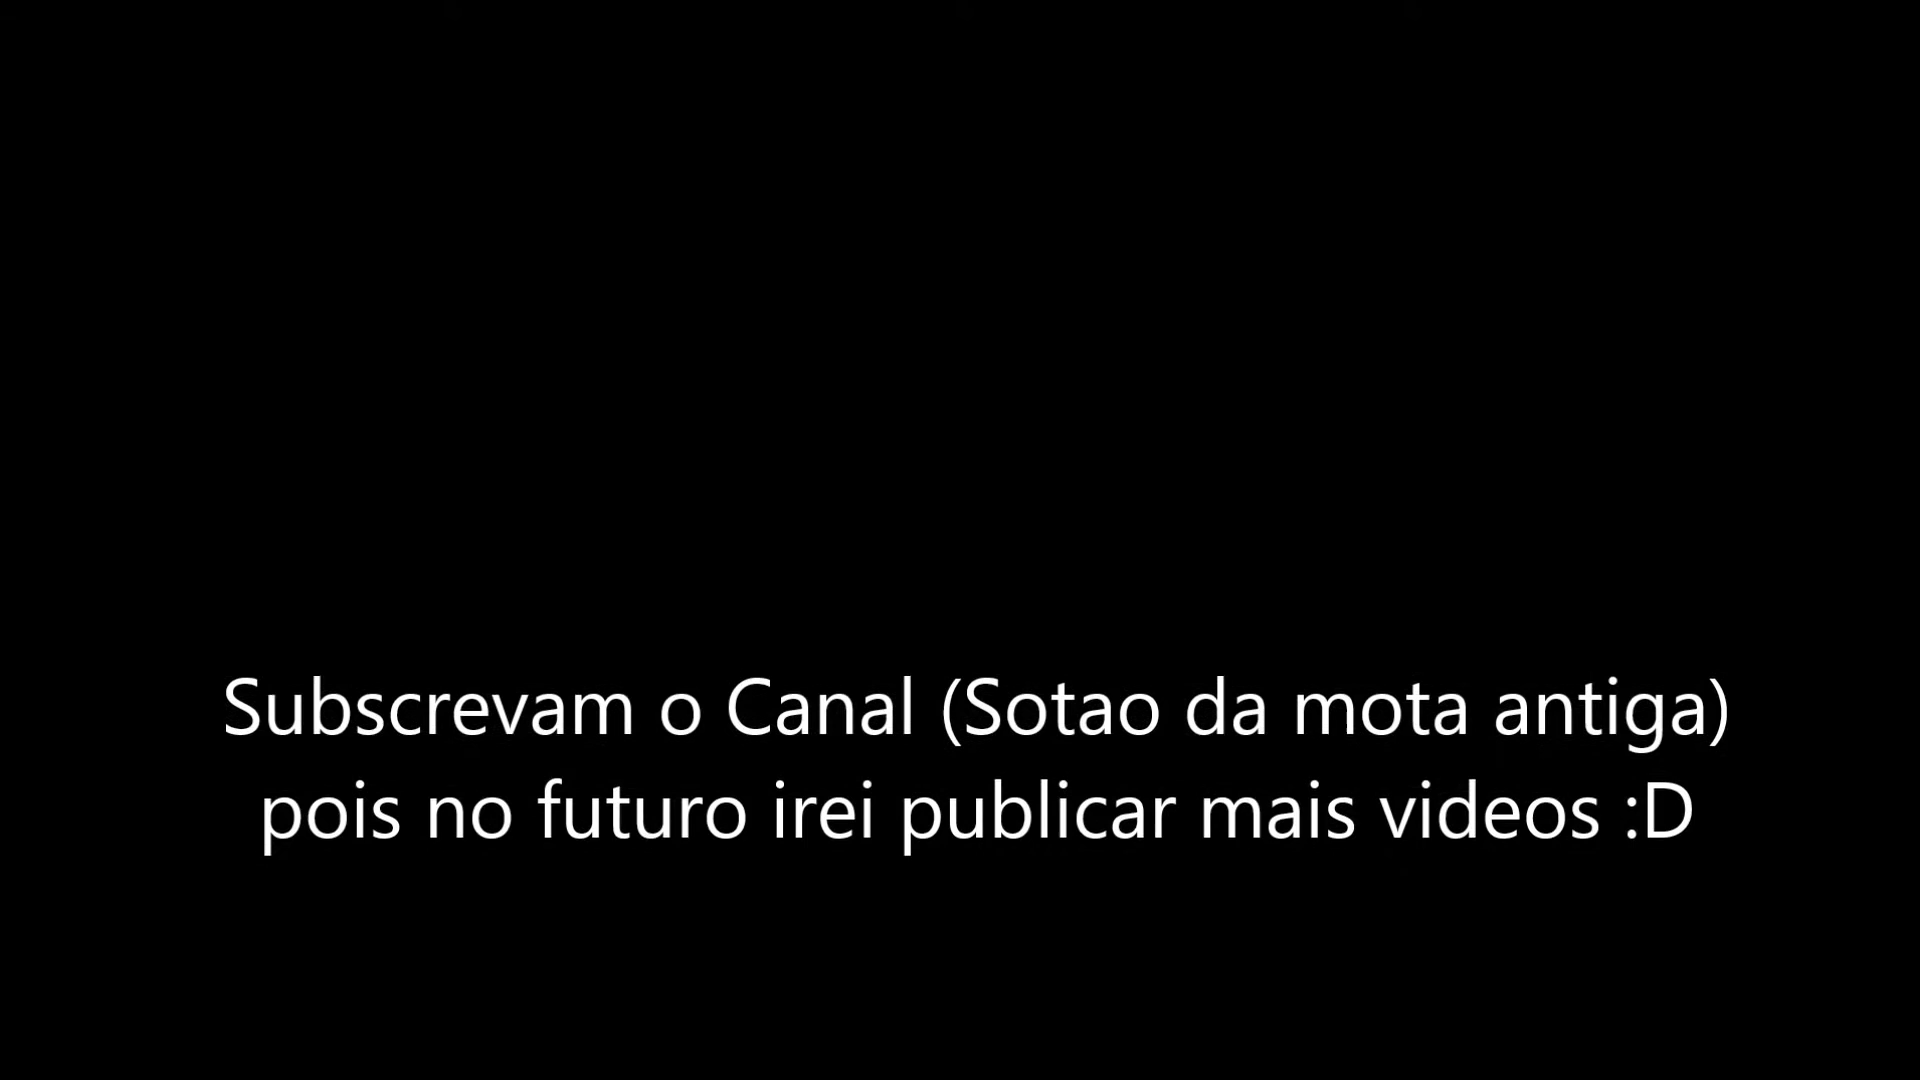 Subscrevam o Canal (Sotao da mota antiga)
pois no futuro irei publicar mais videos :D